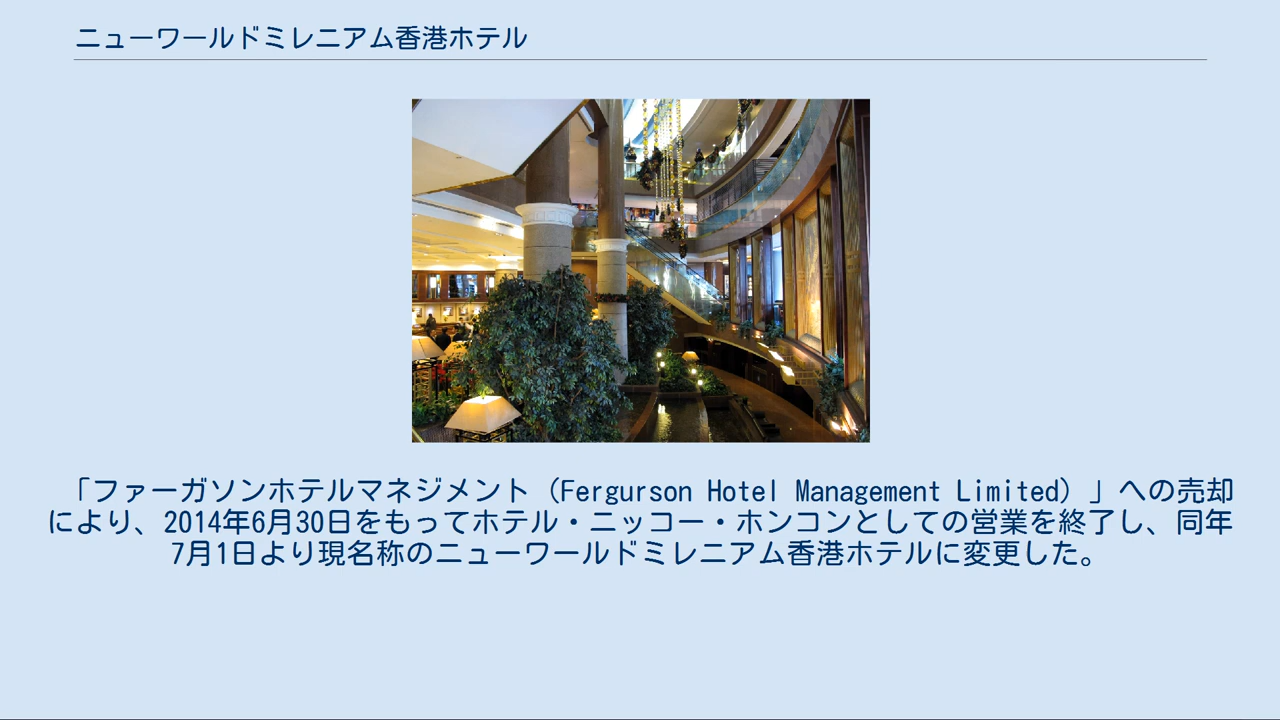 ニューワールドミレニアム香港ホテル
「ファーガソンホテルマネジメント（Fergurson Hotel Management Limited）」への売却
により、2014年6月30日をもってホテル・ニッコー・ホンコンとしての営業を終了し、同年
7月1日より現名称のニューワールドミレニアム香港ホテルに変更した。